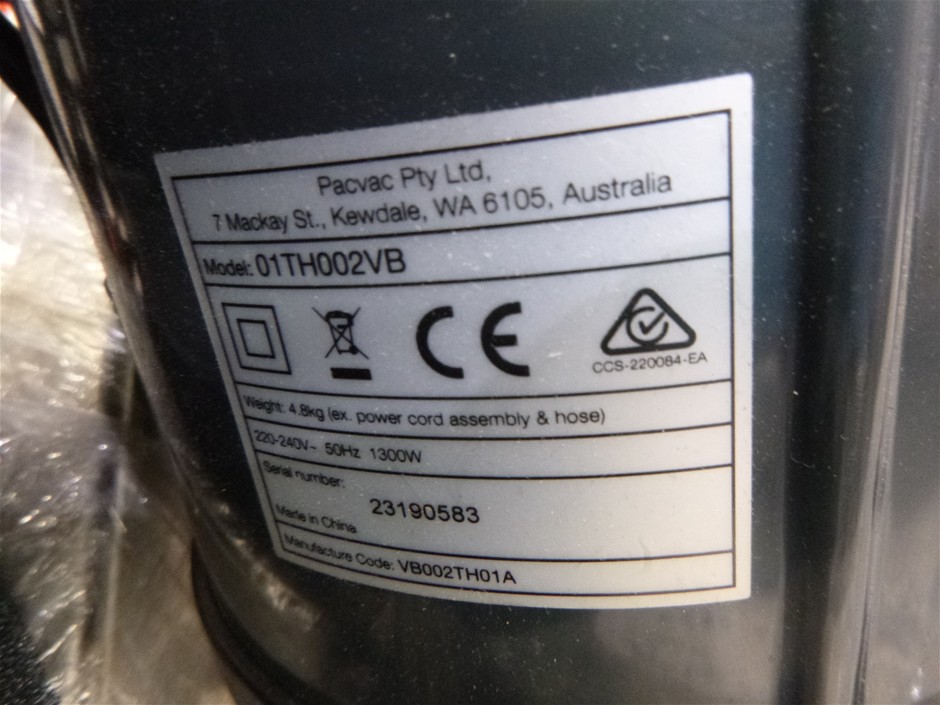 Pacvac Pty Ltd,
7 Mackay St., Kewdale, WA 6105, Australia
Model: 01TH002VB
CE
CCS-220084-EA
Weight: 4.8kg (ex. power cord assembly & hose)
220-240V~ 50Hz 1300W
Serial number:
23190583
Made in China
Manufacture Code: VB002TH01A